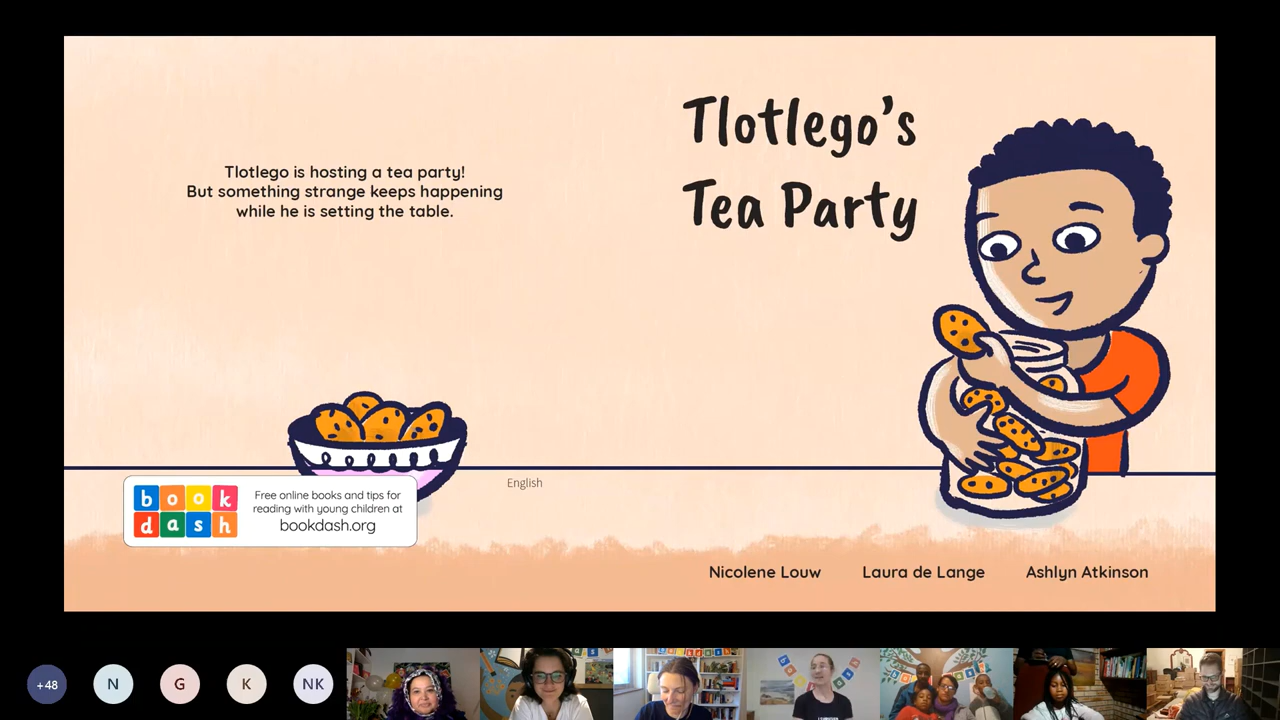 Tlotlego is hosting a tea party!
But something strange keeps happening
while he is setting the table.
book
dash
Free online books and tips for
reading with young children at
bookdash.org
English
Tlotlego's
Tea Party
Nicolene Louw Laura de Lange Ashlyn Atkinson
+48 N G K NK